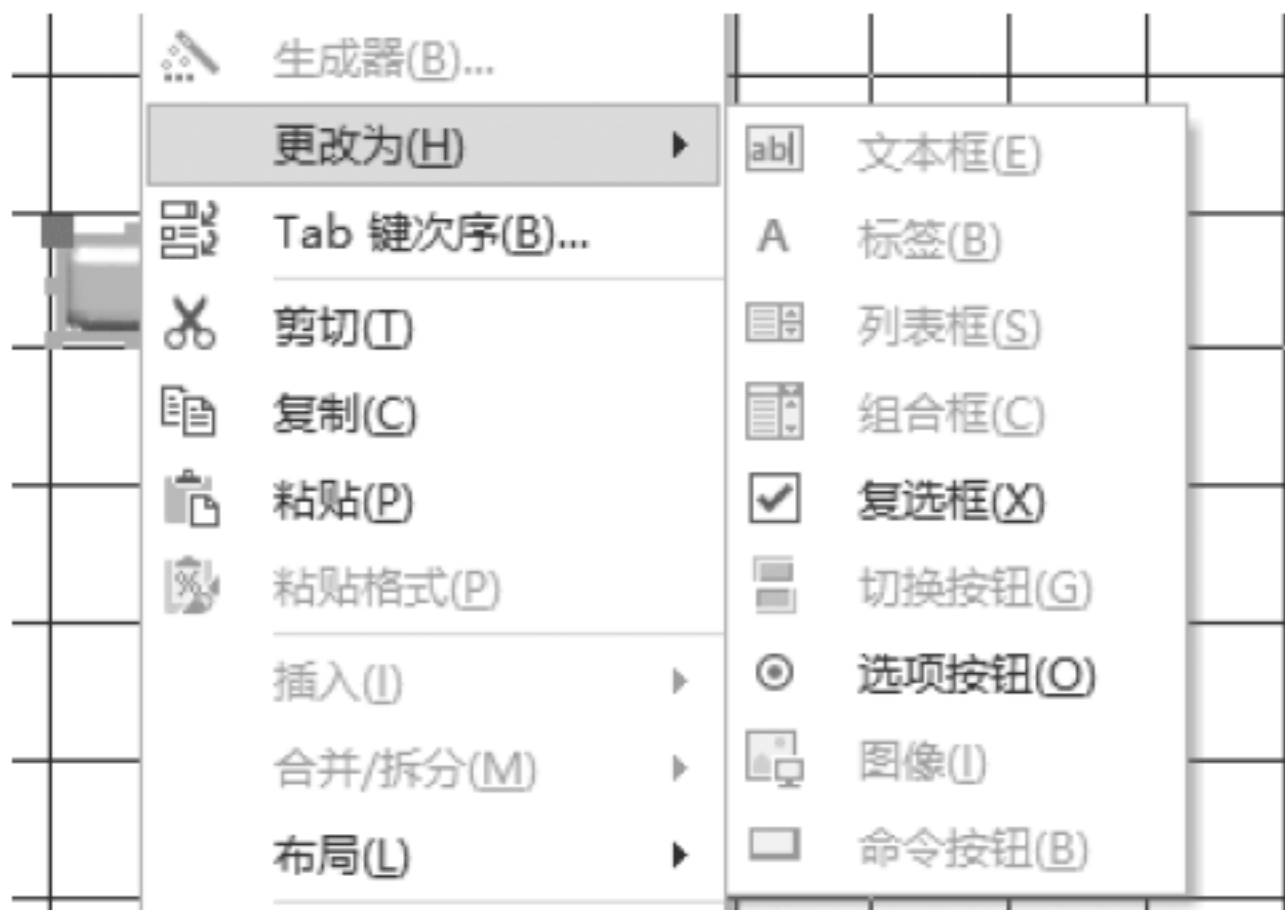 生成器(B)...
更改为(H)
Tab 键次序(B)...
剪切(T)
复制(C)
粘贴(P)
粘贴格式(P)
插入(I)
合并/拆分(M)
布局(L)
ab
文本框(E)
A
标签(B)
列表框(S)
组合框(C)
复选框(X)
切换按钮(G)
选项按钮(O)
图像(I)
命令按钮(B)